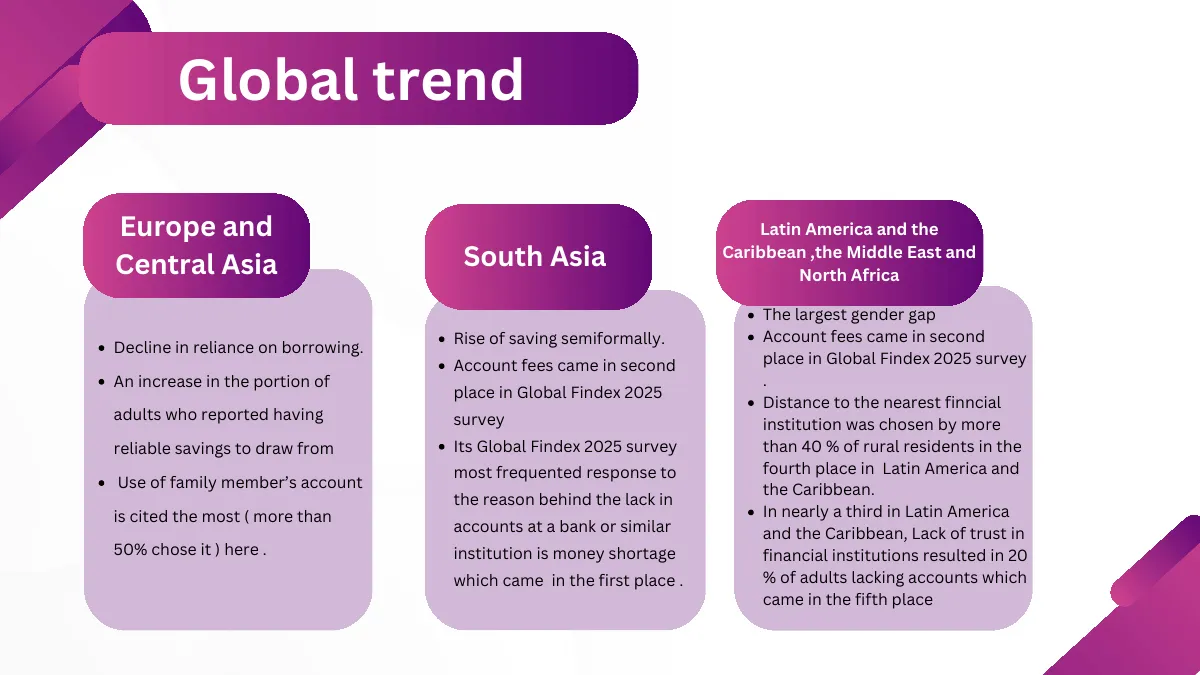 Global trend
Europe and
Central Asia
• Decline in reliance on borrowing.
• An increase in the portion of
adults who reported having
reliable savings to draw from
• Use of family member’s account
is cited the most ( more than
50% chose it ) here .
South Asia
• Rise of saving semiformally.
• Account fees came in second
place in Global Findex 2025
survey
• Its Global Findex 2025 survey
most frequented response to
the reason behind the lack in
accounts at a bank or similar
institution is money shortage
which came  in the first place .
Latin America and the
Caribbean ,the Middle East and
North Africa
• The largest gender gap
• Account fees came in second
place in Global Findex 2025 survey
.
• Distance to the nearest finncial
institution was chosen by more
than 40 % of rural residents in the
fourth place in  Latin America and
the Caribbean.
• In nearly a third in Latin America
and the Caribbean, Lack of trust in
financial institutions resulted in 20
% of adults lacking accounts which
came in the fifth place